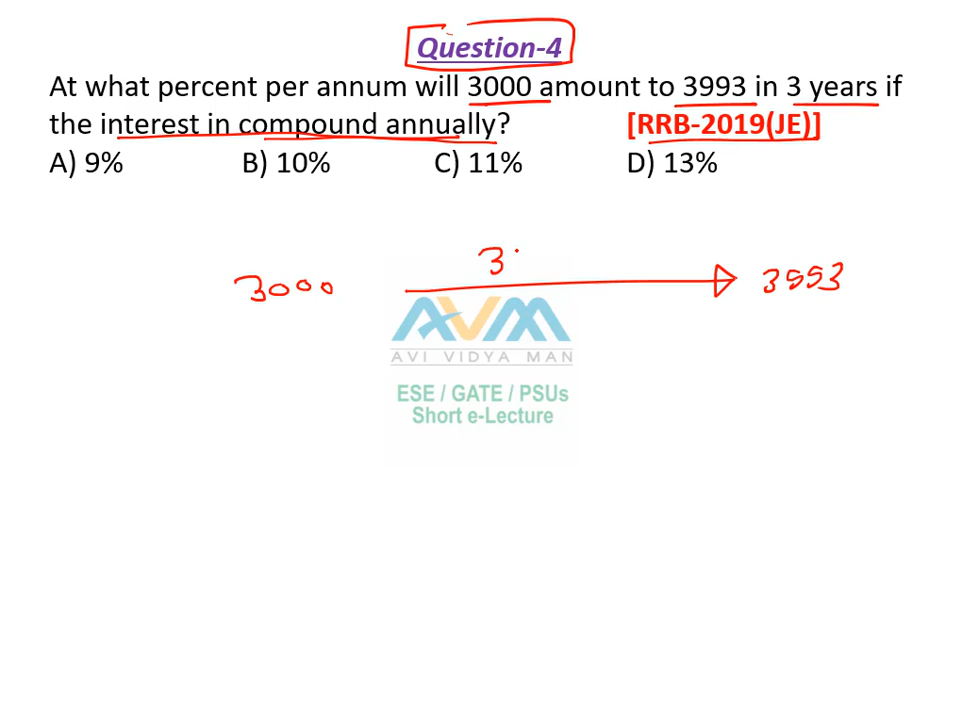 Question-4
At what percent per annum will 3000 amount to 3993 in 3 years if
the interest in compound annually? [RRB-2019(JE)]
A) 9% B) 10% C) 11% D) 13%
3
3000 3993
AVM
AVI VIDYA MAN
ESE / GATE / PSUs
Short e-Lecture